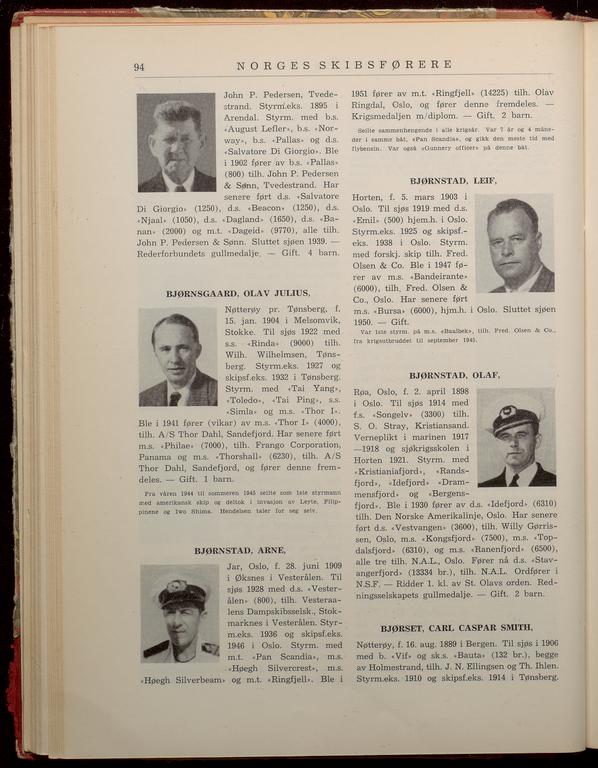 94
NORGES SKIBSFØRERE
John P. Pedersen, Tvede-
strand. Styrm.eks. 1895 i
Arendal. Styrm. med b.s.
«August Lefler», b.s. «Nor-
way», b.s. «Pallas» og d.s.
«Salvatore Di Giorgio». Ble
i 1902 fører av b.s. «Pallas»
(800) tilh. John P. Pedersen
& Sønn, Tvedestrand. Har
senere ført d.s. «Salvatore
Di Giorgio» (1250), d.s. «Beacon» (1250), d.s.
«Njaal» (1050), d.s. «Dagland» (1650), d.s. «Ba-
nan» (2000) og m.t. «Dageid» (9770), alle tilh.
John P. Pedersen & Sønn. Sluttet sjøen 1939. —
Rederforbundets gullmedalje. — Gift. 4 barn.
BJØRNSGAARD, OLAV JULIUS,
Nøtterøy pr. Tønsberg, f.
15. jan. 1904 i Melsomvik,
Stokke. Til sjøs 1922 med
s.s. «Rinda» (9000) tilh.
Wilh. Wilhelmsen, Tøns-
berg. Styrm.eks. 1927 og
skipsf.eks. 1932 i Tønsberg.
Styrm. med «Tai Yang»,
«Toledo», «Tai Ping», s.s.
«Simla» og m.s. «Thor I».
Ble i 1941 fører (vikar) av m.s. «Thor I» (4000),
tilh. A/S Thor Dahl, Sandefjord. Har senere ført
m.s. «Philae» (7000), tilh. Frango Corporation,
Panama og m.s. «Thorshall» (6230), tilh. A/S
Thor Dahl, Sandefjord, og fører denne frem-
deles. — Gift. 1 barn.
Fra våren 1944 til sommeren 1945 seilte som 1ste styrmann
med amerikansk skip og deltok i invasjon av Leyte, Filip-
pinene og Iwo Shima. Hendelsen taler for seg selv.
BJØRNSTAD, ARNE,
Jar, Oslo, f. 28. juni 1909
i Øksnes i Vesterålen. Til
sjøs 1928 med d.s. «Vester-
ålen» (800), tilh. Vesteraa-
lens Dampskibsselsk., Stok-
marknes i Vesterålen. Styr-
m.eks. 1936 og skipsf.eks.
1946 i Oslo. Styrm. med
m.t. «Pan Scandia», m.s.
«Høegh Silvercrest», m.s.
«Høegh Silverbeam» og m.t. «Ringfjell». Ble i
1951 fører av m.t. «Ringfjell» (14225) tilh. Olav
Ringdal, Oslo, og fører denne fremdeles. —
Krigsmedaljen m/diplom. — Gift. 2 barn.
Seilte sammenhengende i alle krigsår. Var 7 år og 4 måne-
der i samme båt, «Pan Scandia», og gikk den meste tid med
flybensin. Var også «Gunnery officer» på denne båt.
BJØRNSTAD, LEIF,
Horten, f. 5. mars 1903 i
Oslo. Til sjøs 1919 med d.s.
«Emil» (500) hjem.h. i Oslo.
Styrm.eks. 1925 og skipsf.-
eks. 1938 i Oslo. Styrm.
med forskj. skip tilh. Fred.
Olsen & Co. Ble i 1947 fø-
rer av m.s. «Bandeirante»
(6000), tilh. Fred. Olsen &
Co., Oslo. Har senere ført
m.s. «Bursa» (6000), hjm.h. i Oslo. Sluttet sjøen
1950. — Gift.
Var 1ste styrm. på m.s. «Baalbek», tilh. Fred. Olsen & Co.,
fra krigsutbruddet til september 1945.
BJØRNSTAD, OLAF,
Røa, Oslo, f. 2. april 1898
i Oslo. Til sjøs 1914 med
f.s. «Songelv» (3300) tilh.
S. O. Stray, Kristiansand.
Verneplikt i marinen 1917
—1918 og sjøkrigsskolen i
Horten 1921. Styrm. med
«Kristianiafjord», «Rands-
fjord», «Idefjord» «Dram-
mensfjord» og «Bergens-
fjord». Ble i 1930 fører av d.s. «Idefjord» (6310)
tilh. Den Norske Amerikalinje, Oslo. Har senere
ført d.s. «Vestvangen» (3600), tilh. Willy Gørris-
sen, Oslo, m.s. «Kongsfjord» (7500), m.s. «Top-
dalsfjord» (6310), og m.s. «Ranenfjord» (6500),
alle tre tilh. N.A.L., Oslo. Fører nå d.s. «Stav-
angerfjord» (13334 br.), tilh. N.A.L. Ordfører i
N.S.F. — Ridder 1. kl. av St. Olavs orden. Red-
ningsselskapets gullmedalje. — Gift. 2 barn.
BJØRSET, CARL CASPAR SMITH,
Nøtterøy, f. 16. aug. 1889 i Bergen. Til sjøs i 1906
med b. «Vif» og sk.s. «Bauta» (132 br.), begge
av Holmestrand, tilh. J. N. Ellingsen og Th. Ihlen.
Styrm.eks. 1910 og skipsf.eks. 1914 i Tønsberg.